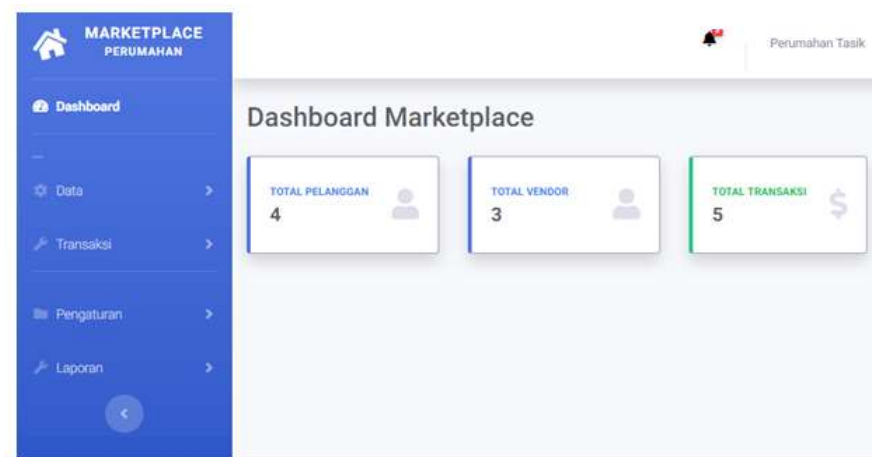 MARKETPLACE
PERUMAHAN
Perumahan Tasik
Dashboard
Dashboard Marketplace
Data
Transaksi
Pengaturan
Laporan
TOTAL PELANGGAN
4
TOTAL VENDOR
3
TOTAL TRANSAKSI
5